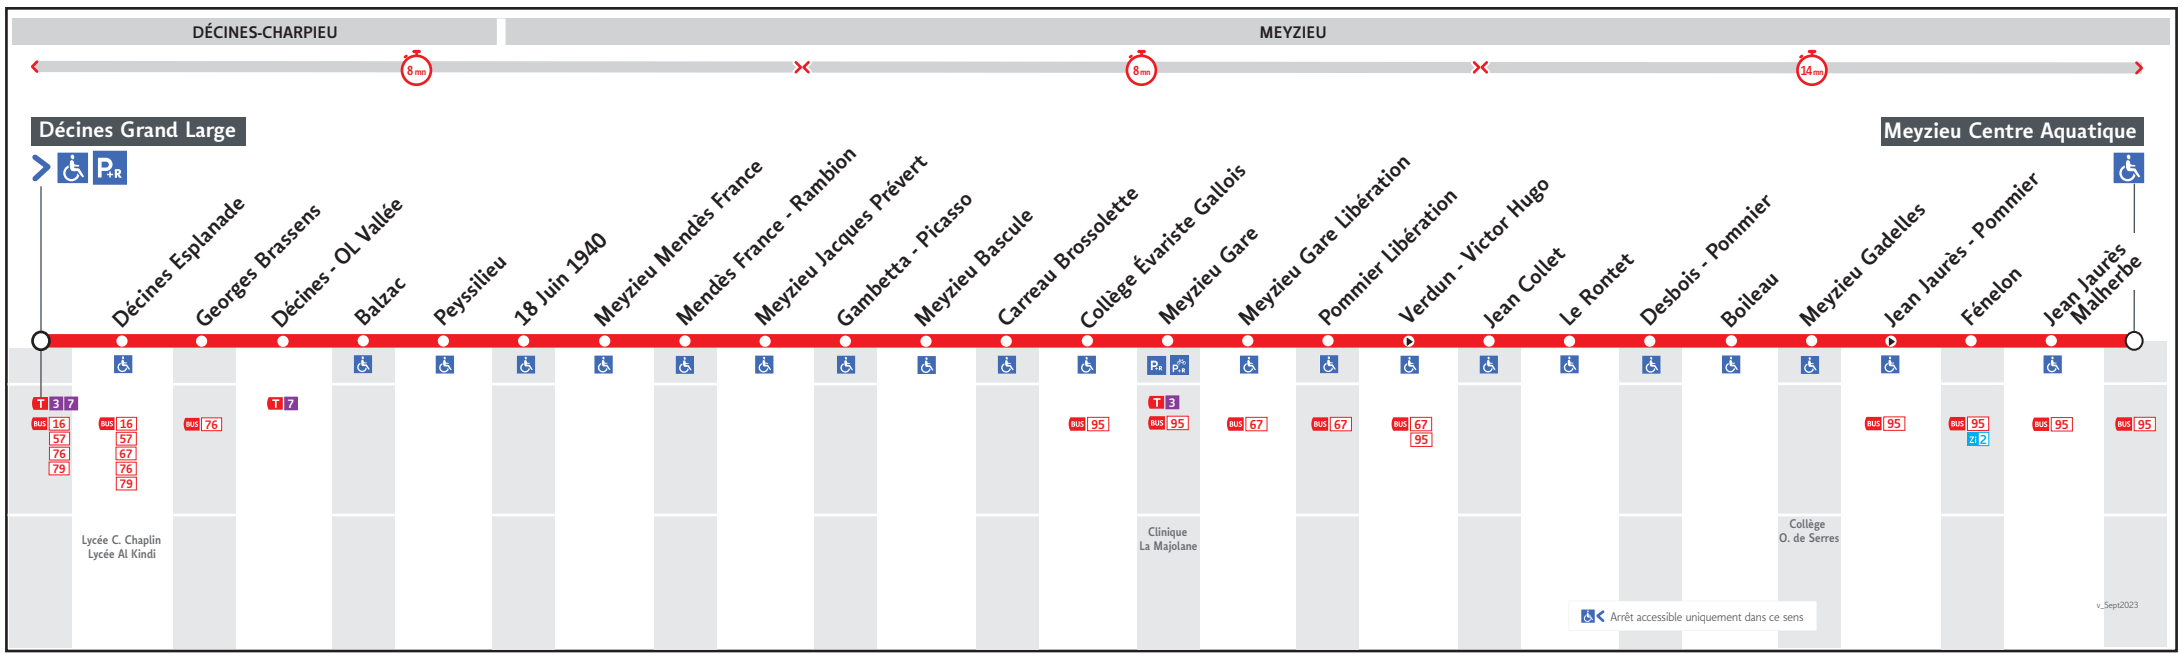 DÉCINES-CHARPIEU
MEYZIEU
8 mn
8 mn
14 mn
Décines Grand Large
Meyzieu Centre Aquatique
P+R
Décines Esplanade
Georges Brassens
Décines - OL Vallée
Balzac
Peyssilieu
18 Juin 1940
Meyzieu Mendès France
Mendès France - Rambion
Meyzieu Jacques Prévert
Gambetta - Picasso
Meyzieu Bascule
Carreau Brossolette
Collège Évariste Gallois
Meyzieu Gare
Meyzieu Gare Libération
Pommier Libération
Verdun - Victor Hugo
Jean Collet
Le Rontet
Desbois - Pommier
Boileau
Meyzieu Gadelles
Jean Jaurès - Pommier
Fénelon
Jean Jaurès
Malherbe
P+R P+R
T 3 7
T 7
T 3
BUS 16
57
76
79
BUS 16
57
67
76
79
BUS 76
BUS 95
BUS 95
BUS 67
BUS 67
BUS 67
95
BUS 95
BUS 95
Zi 2
BUS 95
BUS 95
Lycée C. Chaplin
Lycée Al Kindi
Clinique
La Majolane
Collège
O. de Serres
Arrêt accessible uniquement dans ce sens
v_Sept2023